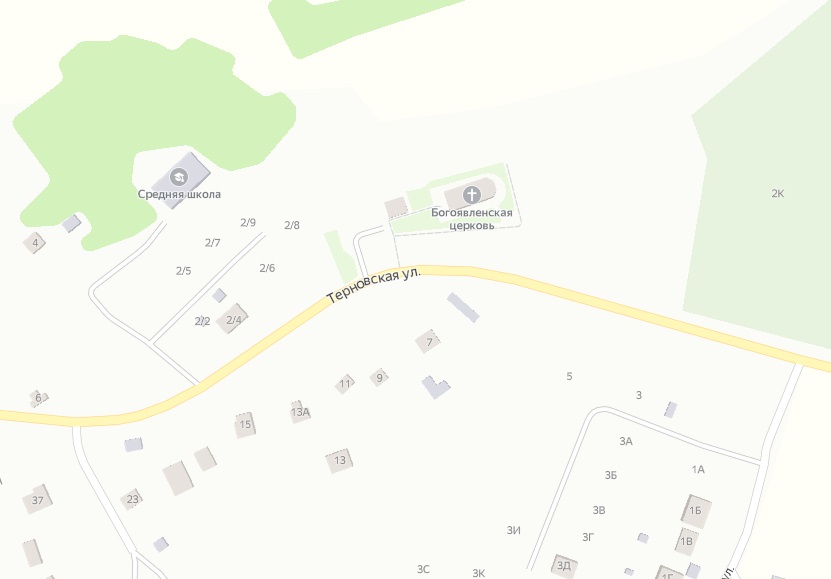 2К
Средняя школа
Богоявленская
церковь
2/9
2/8
4
2/7
2/5
2/6
Терновская ул.
2/2
2/4
7
5
11
9
3
6
13А
15
3А
13
1А
3Б
37
23
3В
1Б
3И
3Г
1В
3С
3К
3Д
1Г
ул.